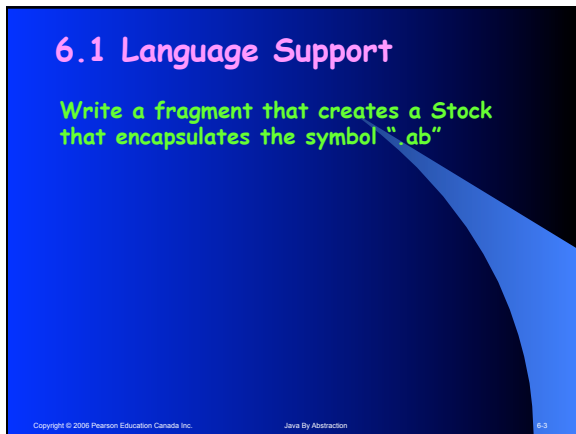 6.1 Language Support
Write a fragment that creates a Stock
that encapsulates the symbol “.ab”
Copyright © 2006 Pearson Education Canada Inc. Java By Abstraction 6-3